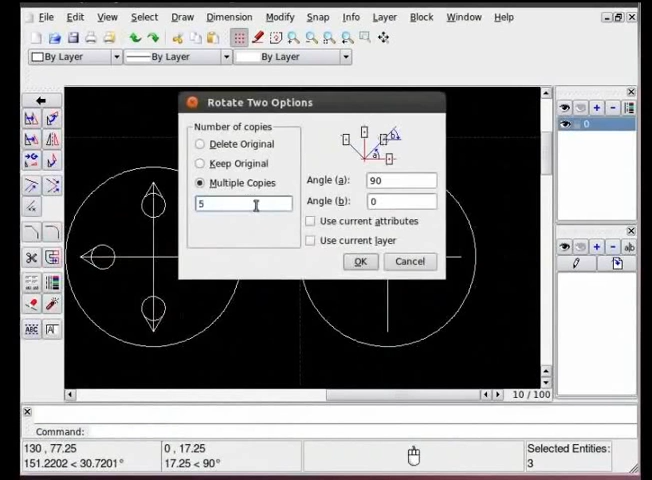 File Edit View Select Draw Dimension Modify Snap Info Layer Block Window Help
By Layer By Layer By Layer
Rotate Two Options
Number of copies
Delete Original
Keep Original
Multiple Copies
5
b
a
Angle (a): 90
Angle (b): 0
Use current attributes
Use current layer
OK Cancel
0
ab
ABC A
10 / 100
Command:
130 , 77.25
151.2202 < 30.7201°
0 , 17.25
17.25 < 90°
Selected Entities:
3